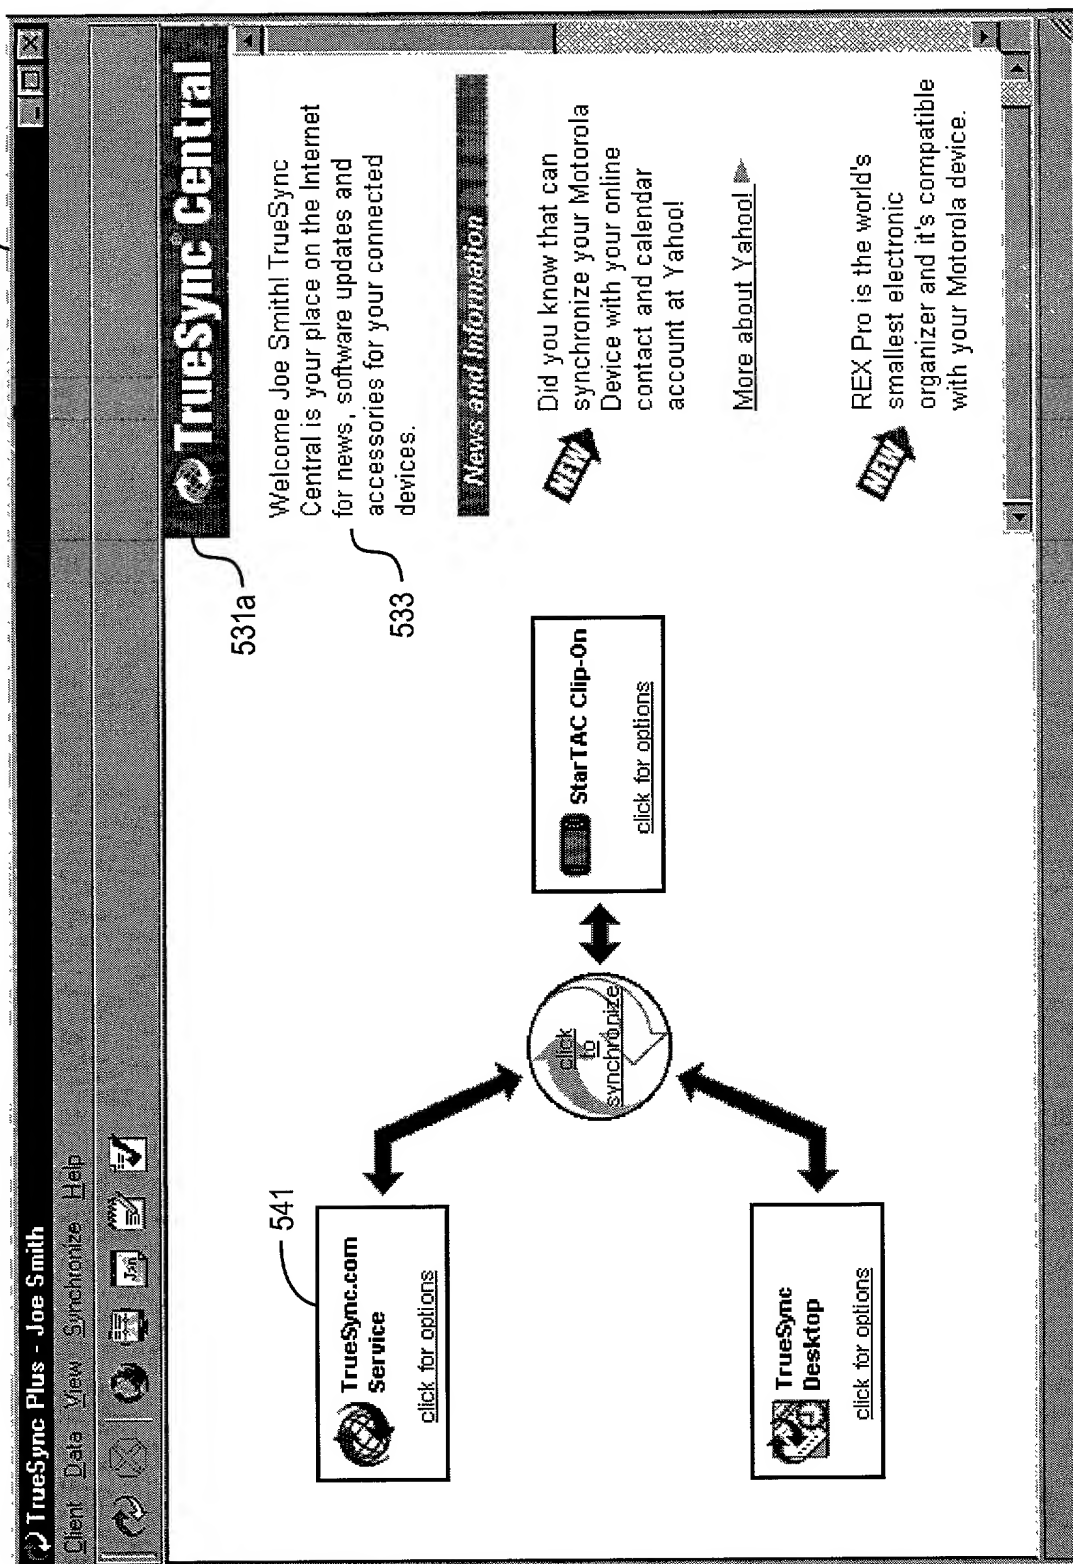 TrueSync Plus - Joe Smith
Client Data View Synchronize Help
Jan
TrueSync® Central
531a
Welcome Joe Smith! TrueSync
Central is your place on the Internet
for news, software updates and
accessories for your connected
devices.
533
News and Information
NEW
Did you know that can
synchronize your Motorola
Device with your online
contact and calendar
account at Yahoo!
More about Yahoo!
NEW
REX Pro is the world's
smallest electronic
organizer and it's compatible
with your Motorola device.
541
TrueSync.com
Service
click for options
click
to
synchronize
StarTAC Clip-On
click for options
TrueSync
Desktop
click for options